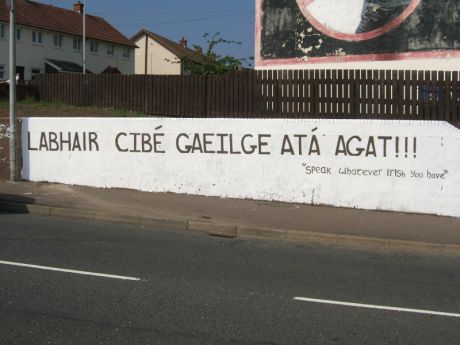 LABHAIR CIBÉ GAEILGE ATÁ AGAT!!!
"Speak whatever Irish you have"